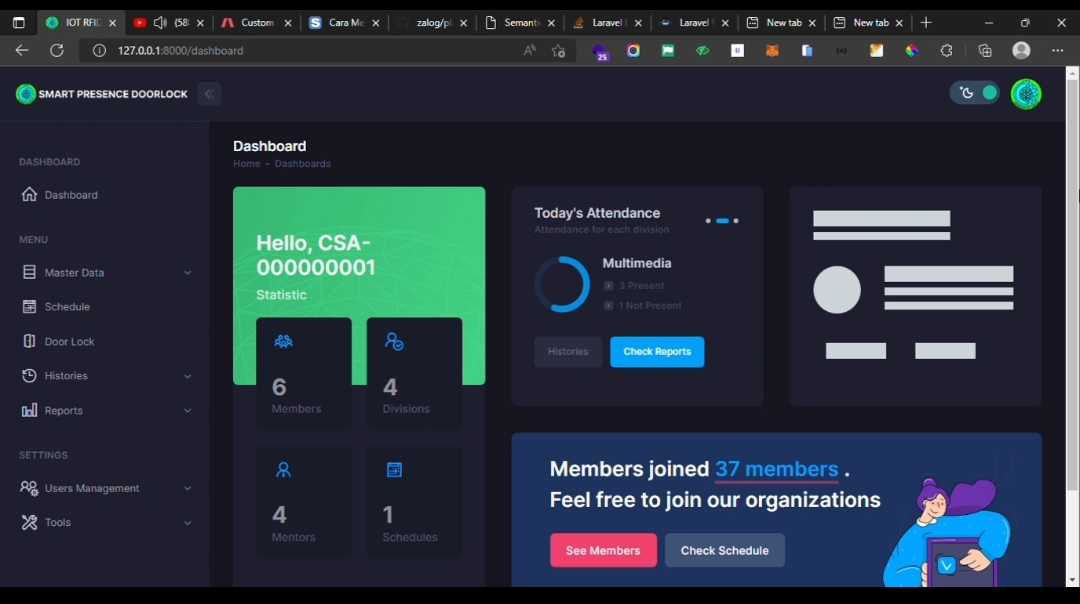 IOT RFID
(580
Custom
Cara Me
zalog/pl
Semanti
Laravel
Laravel
New tab
New tab
127.0.0.1:8000/dashboard
25
SMART PRESENCE DOORLOCK
DASHBOARD
Dashboard
MENU
Master Data
Schedule
Door Lock
Histories
Reports
SETTINGS
Users Management
Tools
Dashboard
Home - Dashboards
Hello, CSA-
000000001
Statistic
6
Members
4
Divisions
4
Mentors
1
Schedules
Today's Attendance
Attendance for each division
Multimedia
3 Present
1 Not Present
Histories
Check Reports
Members joined 37 members .
Feel free to join our organizations
See Members
Check Schedule